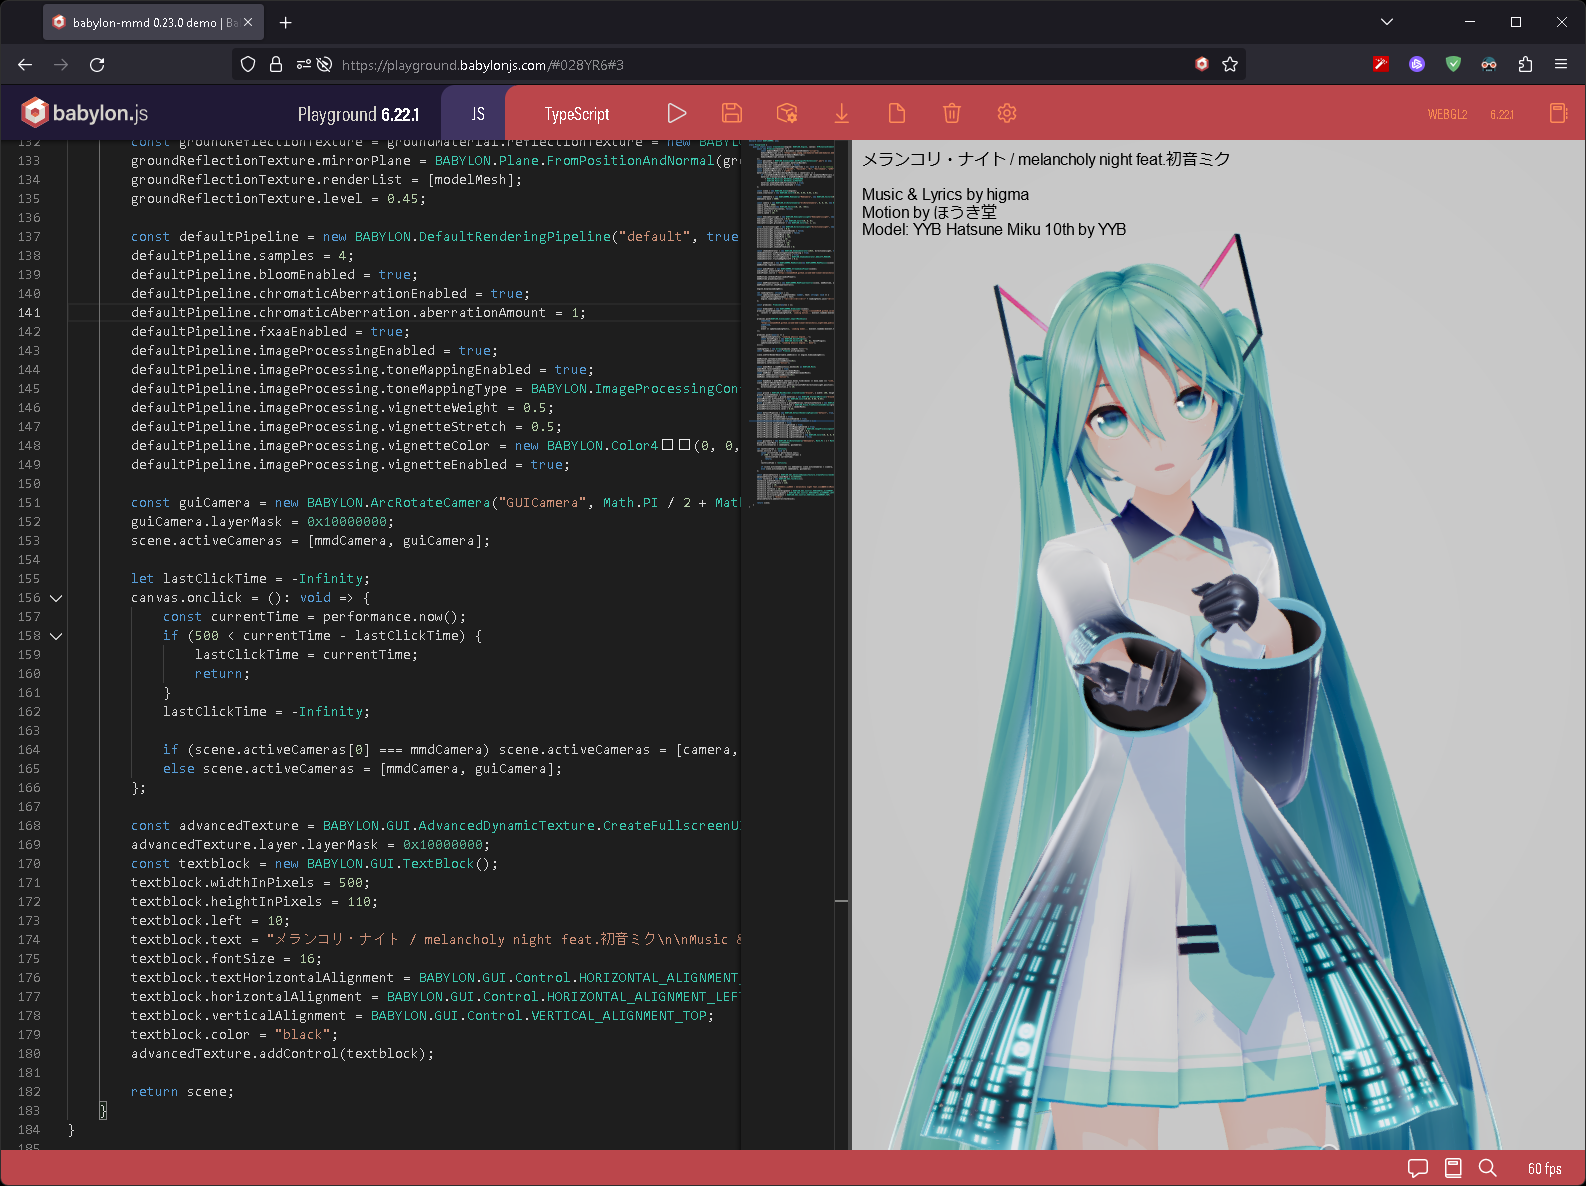 babylon-mmd 0.23.0 demo | Ba
https://playground.babylonjs.com/#028YR6#3
babylon.js
Playground 6.22.1
JS
TypeScript
WEBGL2
6.22.1
132 const groundReflectionTexture = groundMaterial.reflectionTexture = new BABYL
133 groundReflectionTexture.mirrorPlane = BABYLON.Plane.FromPositionAndNormal(gr
134 groundReflectionTexture.renderList = [modelMesh];
135 groundReflectionTexture.level = 0.45;
136
137 const defaultPipeline = new BABYLON.DefaultRenderingPipeline("default", true
138 defaultPipeline.samples = 4;
139 defaultPipeline.bloomEnabled = true;
140 defaultPipeline.chromaticAberrationEnabled = true;
141 defaultPipeline.chromaticAberration.aberrationAmount = 1;
142 defaultPipeline.fxaaEnabled = true;
143 defaultPipeline.imageProcessingEnabled = true;
144 defaultPipeline.imageProcessing.toneMappingEnabled = true;
145 defaultPipeline.imageProcessing.toneMappingType = BABYLON.ImageProcessingCon
146 defaultPipeline.imageProcessing.vignetteWeight = 0.5;
147 defaultPipeline.imageProcessing.vignetteStretch = 0.5;
148 defaultPipeline.imageProcessing.vignetteColor = new BABYLON.Color4(0, 0,
149 defaultPipeline.imageProcessing.vignetteEnabled = true;
150
151 const guiCamera = new BABYLON.ArcRotateCamera("GUICamera", Math.PI / 2 + Mat
152 guiCamera.layerMask = 0x10000000;
153 scene.activeCameras = [mmdCamera, guiCamera];
154
155 let lastClickTime = -Infinity;
156 canvas.onclick = (): void => {
157 const currentTime = performance.now();
158 if (500 < currentTime - lastClickTime) {
159 lastClickTime = currentTime;
160 return;
161 }
162 lastClickTime = -Infinity;
163
164 if (scene.activeCameras[0] === mmdCamera) scene.activeCameras = [camera,
165 else scene.activeCameras = [mmdCamera, guiCamera];
166 };
167
168 const advancedTexture = BABYLON.GUI.AdvancedDynamicTexture.CreateFullscreenU
169 advancedTexture.layer.layerMask = 0x10000000;
170 const textblock = new BABYLON.GUI.TextBlock();
171 textblock.widthInPixels = 500;
172 textblock.heightInPixels = 110;
173 textblock.left = 10;
174 textblock.text = "メランコリ・ナイト / melancholy night feat.初音ミク\n\nMusic &
175 textblock.fontSize = 16;
176 textblock.textHorizontalAlignment = BABYLON.GUI.Control.HORIZONTAL_ALIGNMENT_
177 textblock.horizontalAlignment = BABYLON.GUI.Control.HORIZONTAL_ALIGNMENT_LEF
178 textblock.verticalAlignment = BABYLON.GUI.Control.VERTICAL_ALIGNMENT_TOP;
179 textblock.color = "black";
180 advancedTexture.addControl(textblock);
181
182 return scene;
183 }
184 }
185
メランコリ・ナイト / melancholy night feat.初音ミク
Music & Lyrics by higma
Motion by ほうき堂
Model: YYB Hatsune Miku 10th by YYB
60 fps